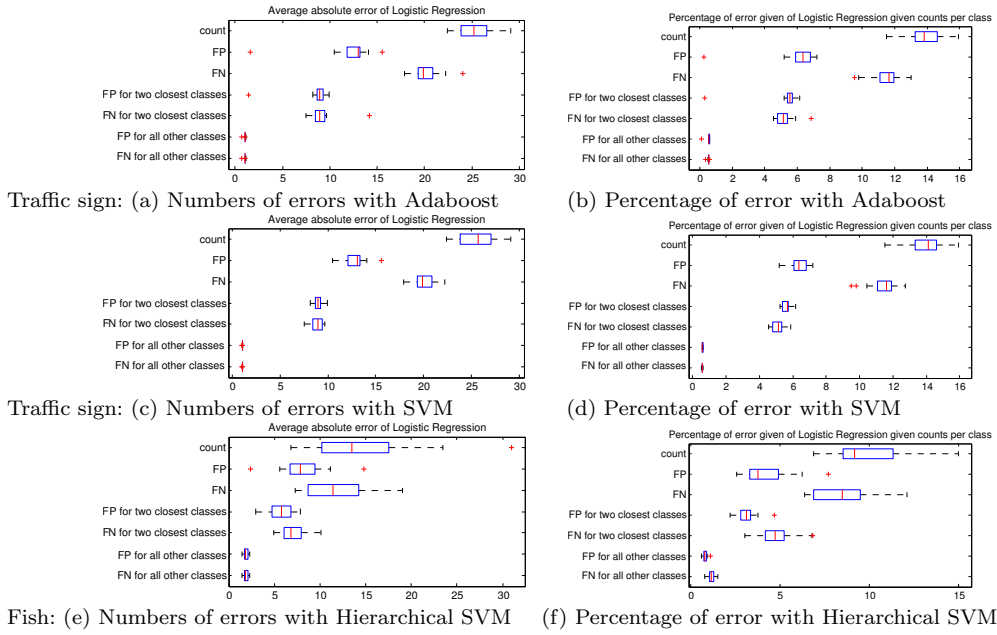 Average absolute error of Logistic Regression
count
FP
FN
FP for two closest classes
FN for two closest classes
FP for all other classes
FN for all other classes
0 5 10 15 20 25 30
Traffic sign: (a) Numbers of errors with Adaboost
Percentage of error given of Logistic Regression given counts per class
count
FP
FN
FP for two closest classes
FN for two closest classes
FP for all other classes
FN for all other classes
0 2 4 6 8 10 12 14 16
(b) Percentage of error with Adaboost
Average absolute error of Logistic Regression
count
FP
FN
FP for two closest classes
FN for two closest classes
FP for all other classes
FN for all other classes
0 5 10 15 20 25 30
Traffic sign: (c) Numbers of errors with SVM
Percentage of error given of Logistic Regression given counts per class
count
FP
FN
FP for two closest classes
FN for two closest classes
FP for all other classes
FN for all other classes
0 2 4 6 8 10 12 14 16
(d) Percentage of error with SVM
Average absolute error of Logistic Regression
count
FP
FN
FP for two closest classes
FN for two closest classes
FP for all other classes
FN for all other classes
0 5 10 15 20 25 30
Fish: (e) Numbers of errors with Hierarchical SVM
Percentage of error given of Logistic Regression given counts per class
count
FP
FN
FP for two closest classes
FN for two closest classes
FP for all other classes
FN for all other classes
0 5 10 15
(f) Percentage of error with Hierarchical SVM